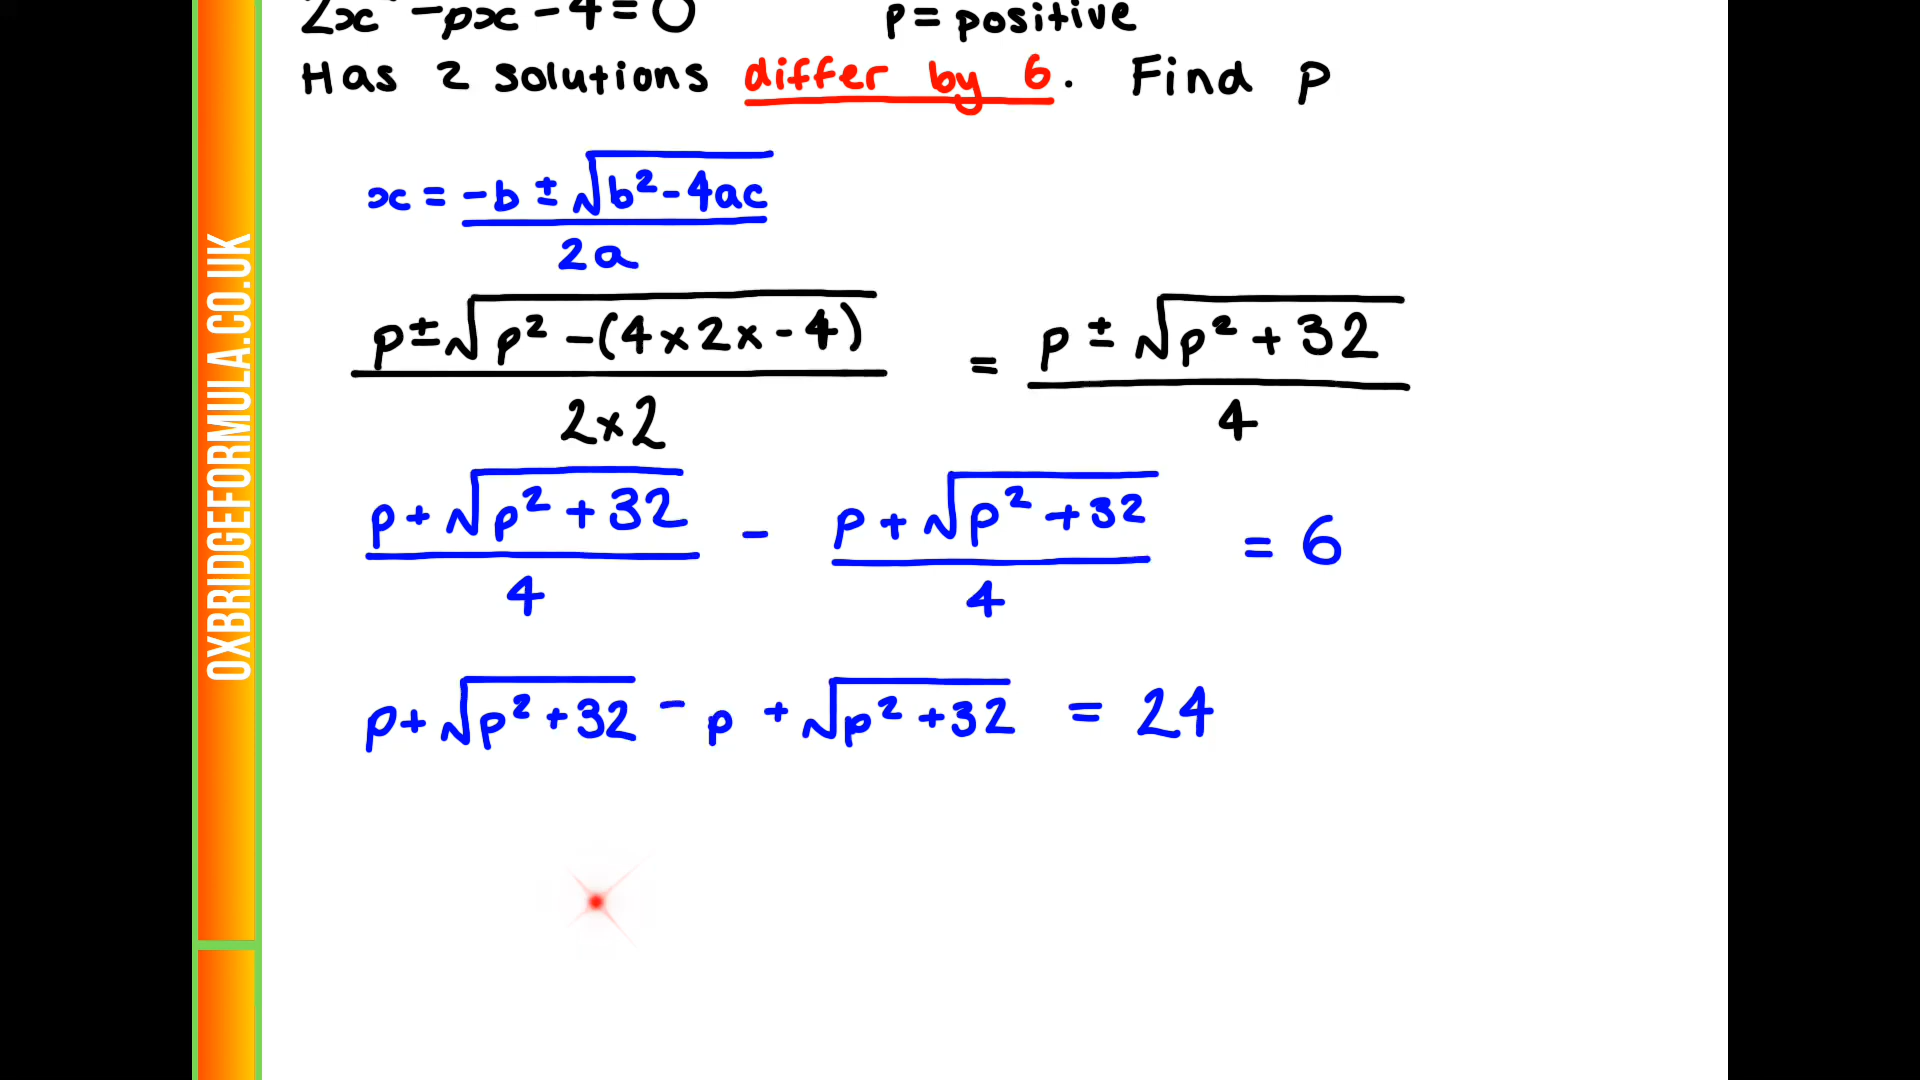 2x² - px - 4 = 0 p = positive
Has 2 solutions differ by 6. Find p
x = -b ± √b² - 4ac
2a
p ± √p² - (4 x 2 x - 4) = p ± √p² + 32
2 x 2 4
p + √p² + 32 - p + √p² + 32 = 6
4 4
p + √p² + 32 - p + √p² + 32 = 24
OXBRIDGEFORMULA.CO.UK